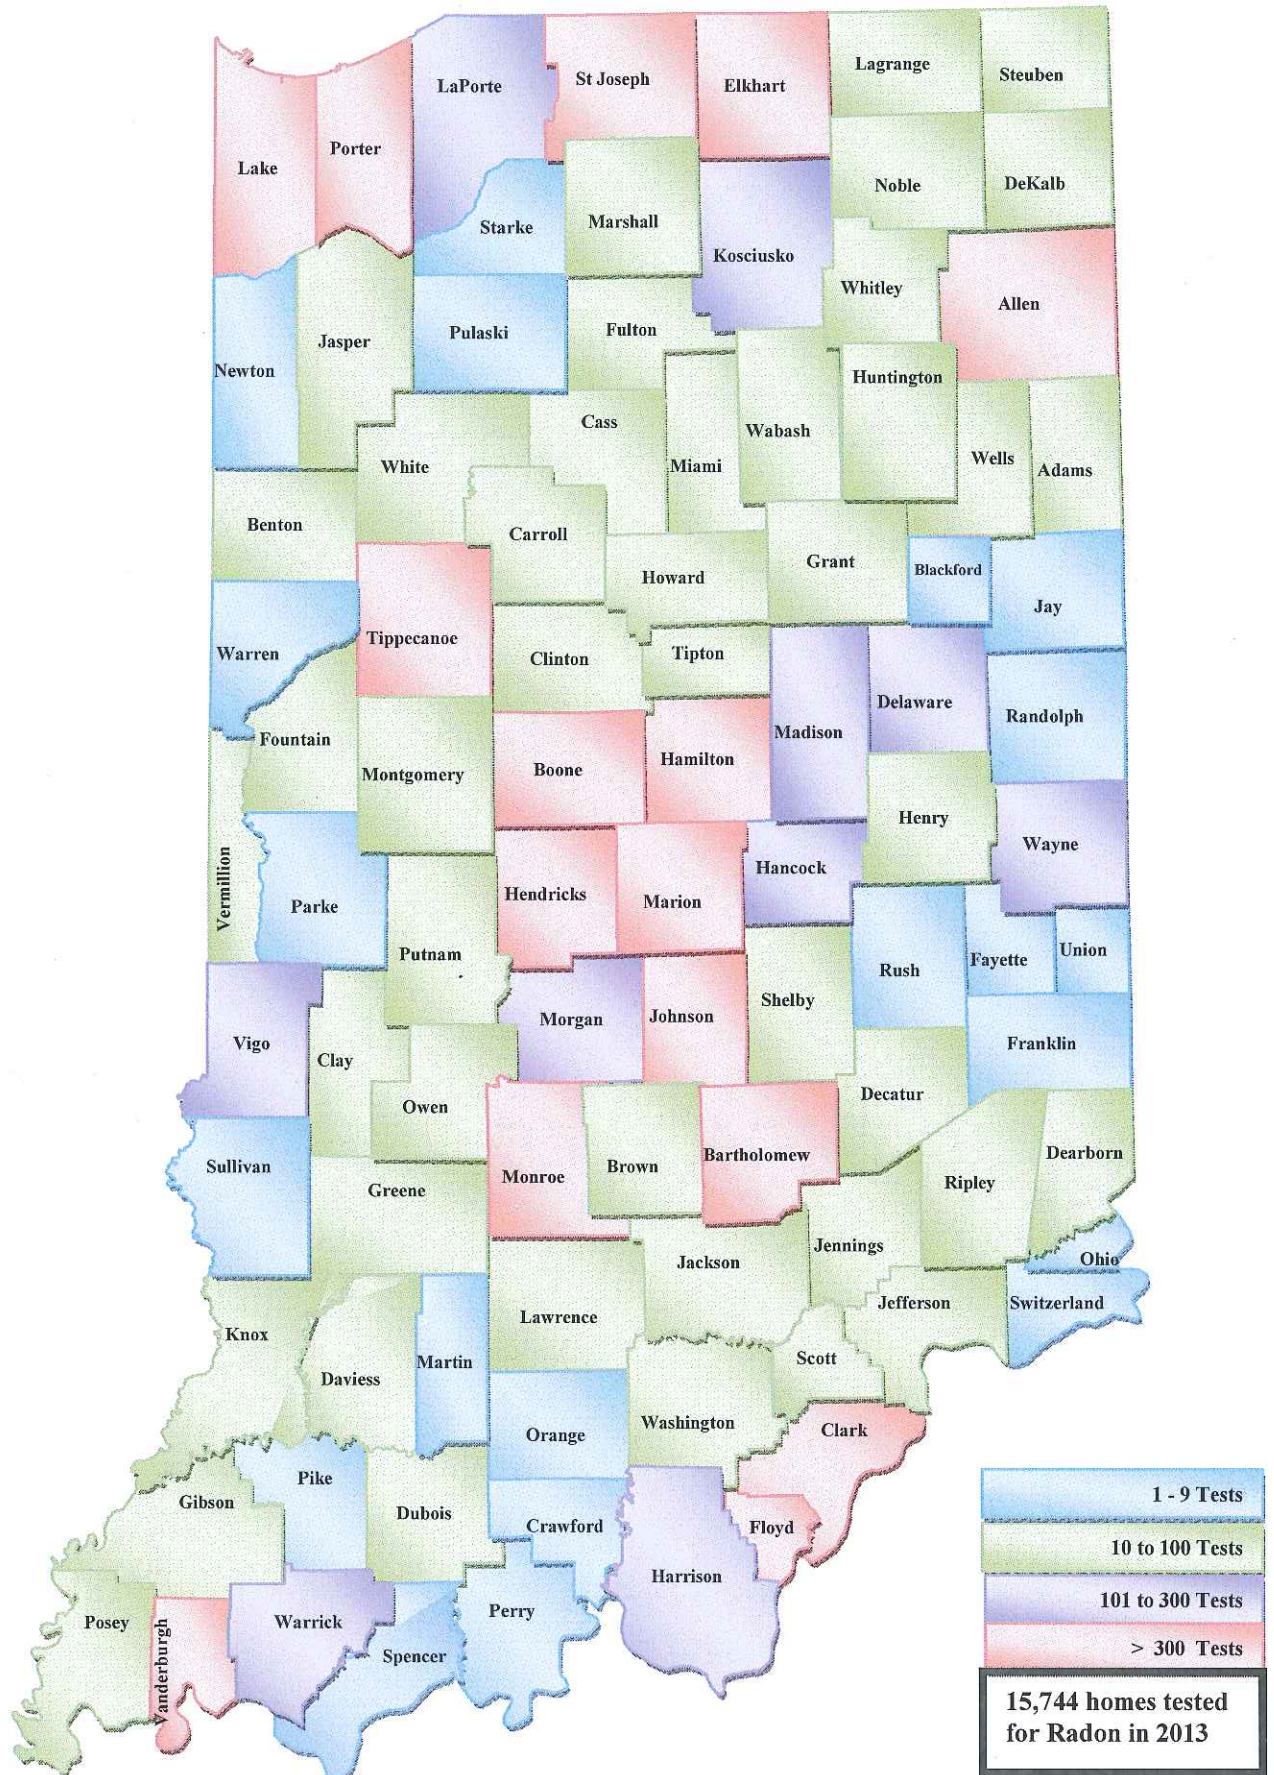 LaPorte
St Joseph
Elkhart
Lagrange
Steuben
Lake
Porter
Starke
Marshall
Kosciusko
Noble
DeKalb
Whitley
Allen
Newton
Jasper
Pulaski
Fulton
Huntington
Cass
Miami
Wabash
Wells
Adams
White
Benton
Carroll
Howard
Grant
Blackford
Jay
Warren
Tippecanoe
Clinton
Tipton
Delaware
Randolph
Madison
Fountain
Montgomery
Boone
Hamilton
Henry
Wayne
Vermillion
Parke
Hendricks
Marion
Hancock
Putnam
Rush
Fayette
Union
Vigo
Clay
Morgan
Johnson
Shelby
Franklin
Owen
Decatur
Sullivan
Greene
Monroe
Brown
Bartholomew
Ripley
Dearborn
Jackson
Jennings
Ohio
Knox
Daviess
Martin
Lawrence
Jefferson
Switzerland
Scott
Orange
Washington
Clark
Gibson
Pike
Dubois
Crawford
Floyd
Harrison
Posey
Vanderburgh
Warrick
Spencer
Perry
1 - 9 Tests
10 to 100 Tests
101 to 300 Tests
> 300 Tests
15,744 homes tested
for Radon in 2013